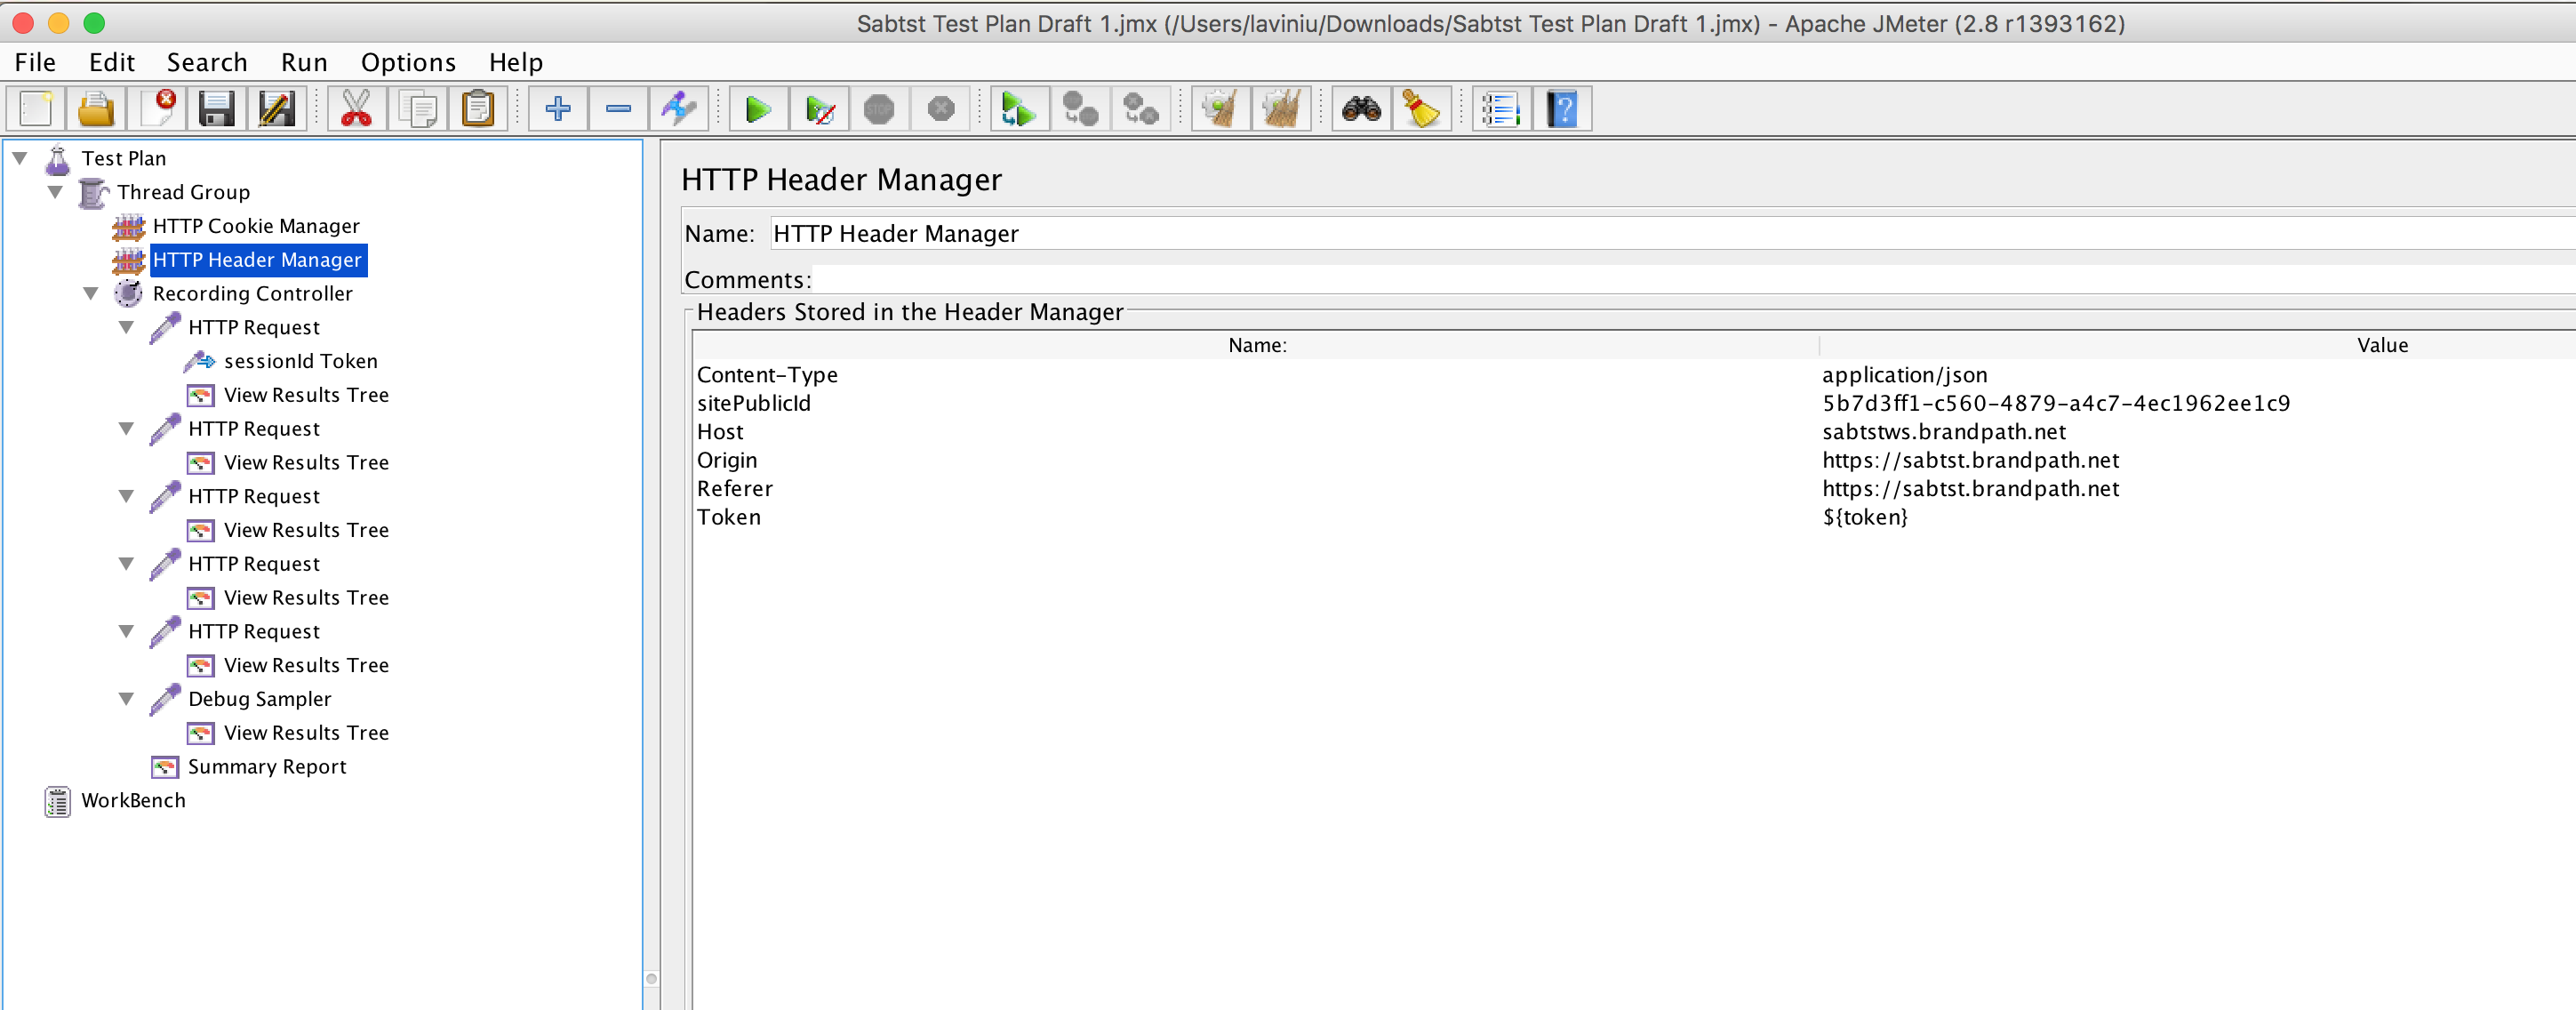 Sabtst Test Plan Draft 1.jmx (/Users/laviniu/Downloads/Sabtst Test Plan Draft 1.jmx) - Apache JMeter (2.8 r1393162)
File Edit Search Run Options Help
STOP
Test Plan
Thread Group
HTTP Cookie Manager
HTTP Header Manager
Recording Controller
HTTP Request
sessionId Token
View Results Tree
HTTP Request
View Results Tree
HTTP Request
View Results Tree
HTTP Request
View Results Tree
HTTP Request
View Results Tree
Debug Sampler
View Results Tree
Summary Report
WorkBench
HTTP Header Manager
Name: HTTP Header Manager
Comments:
Headers Stored in the Header Manager
Name: Value
Content-Type application/json
sitePublicId 5b7d3ff1-c560-4879-a4c7-4ec1962ee1c9
Host sabtstws.brandpath.net
Origin https://sabtst.brandpath.net
Referer https://sabtst.brandpath.net
Token ${token}